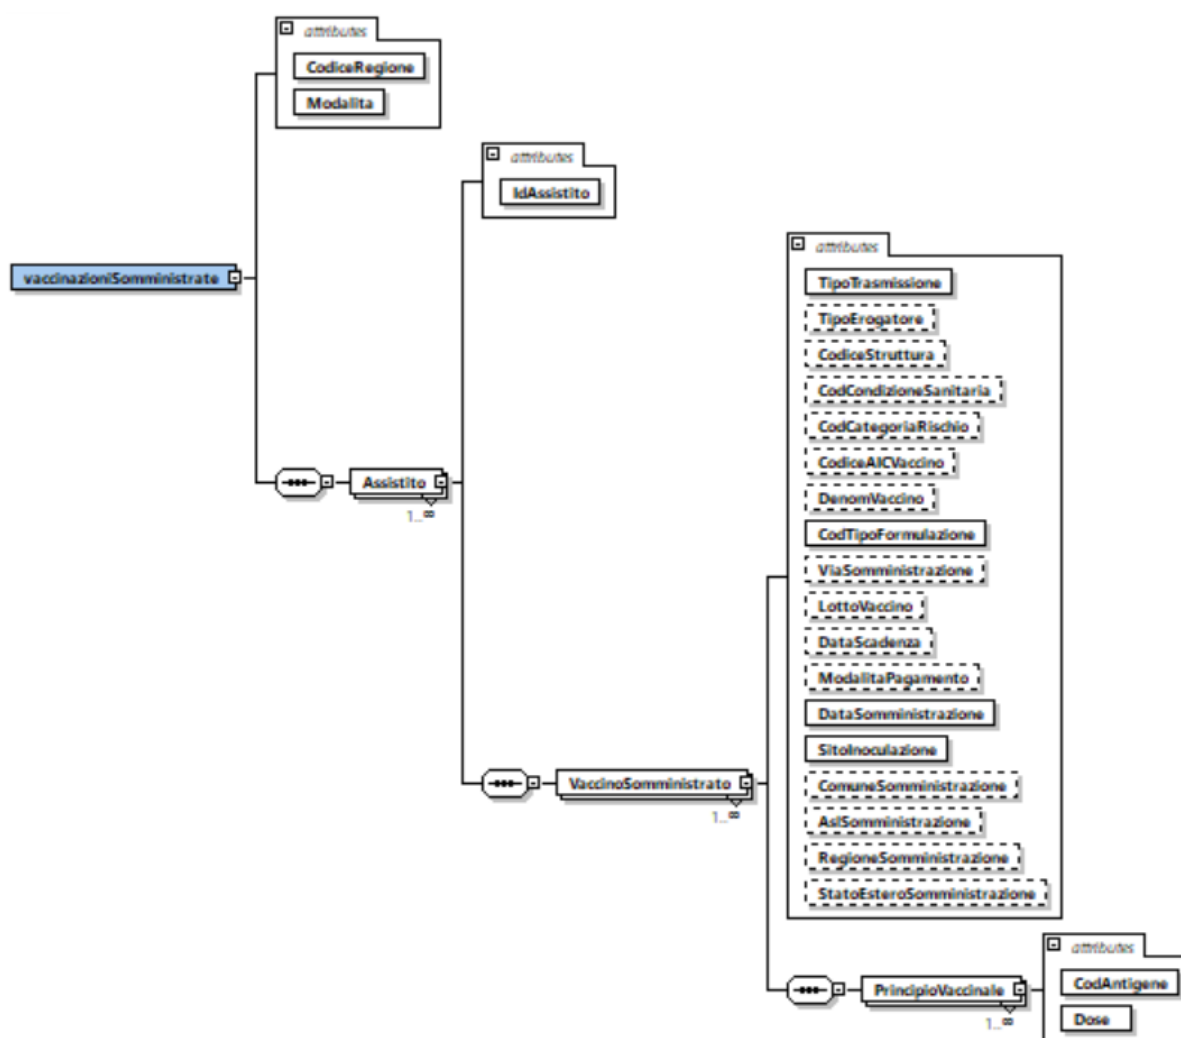 attributes
CodiceRegione
Modalita
attributes
IdAssistito
vaccinazioniSomministrate
Assistito
1..∞
attributes
TipoTrasmissione
TipoErogatore
CodiceStruttura
CodCondizioneSanitaria
CodCategoriaRischio
CodiceAICVaccino
DenomVaccino
CodTipoFormulazione
ViaSomministrazione
LottoVaccino
DataScadenza
ModalitaPagamento
DataSomministrazione
SitoInoculazione
ComuneSomministrazione
AslSomministrazione
RegioneSomministrazione
StatoEsteroSomministrazione
VaccinoSomministrato
1..∞
attributes
CodAntigene
Dose
PrincipioVaccinale
1..∞